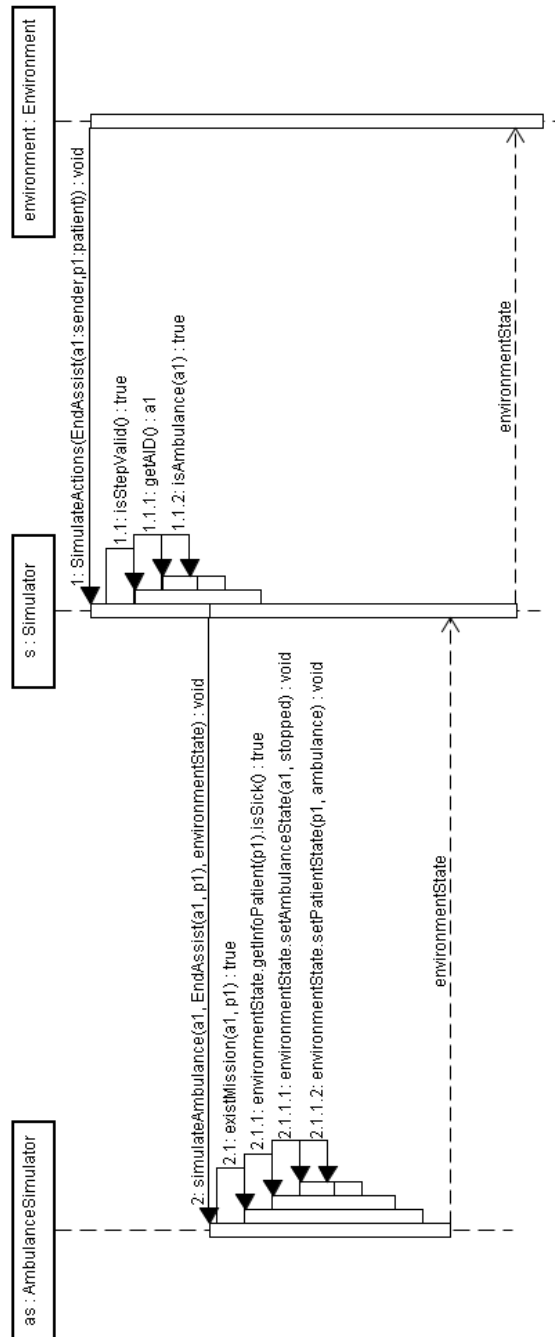 as : AmbulanceSimulator
s : Simulator
environment : Environment
1: SimulateActions(EndAssist(a1:sender,p1:patient)) : void
1.1: isStepValid() : true
1.1.1: getAID() : a1
1.1.2: isAmbulance(a1) : true
2: simulateAmbulance(a1, EndAssist(a1, p1), environmentState) : void
2.1: existMission(a1, p1) : true
2.1.1: environmentState.getInfoPatient(p1).isSick() : true
2.1.1.1: environmentState.setAmbulanceState(a1, stopped) : void
2.1.1.2: environmentState.setPatientState(p1, ambulance) : void
environmentState
environmentState